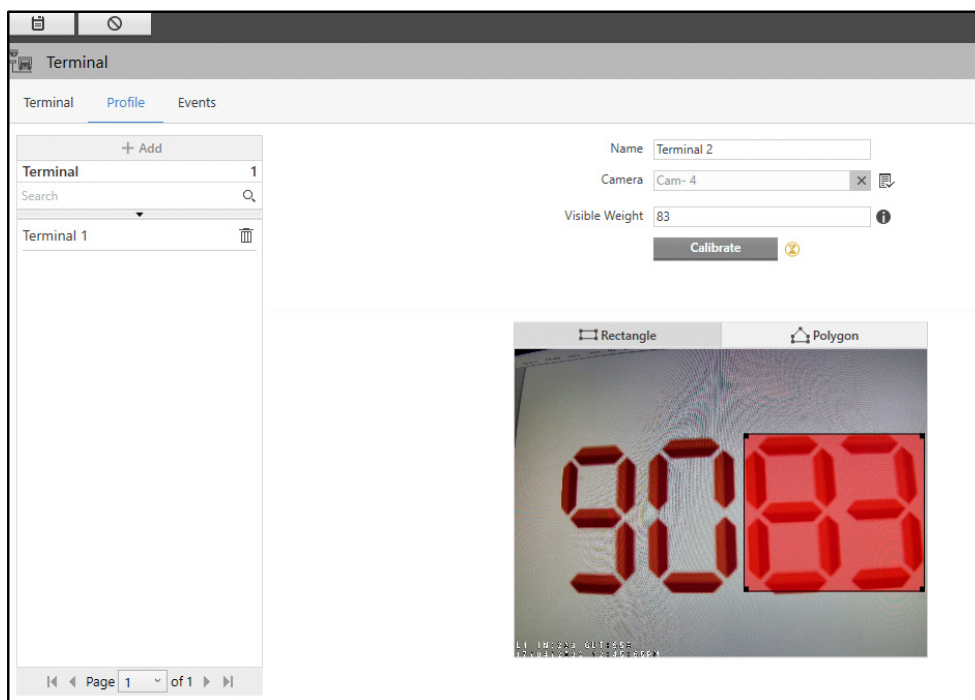 Terminal
Terminal Profile Events
+ Add
Terminal 1
Search
Terminal 1
Page 1 of 1
Name Terminal 2
Camera Cam- 4
Visible Weight 83
Calibrate
Rectangle Polygon
9083